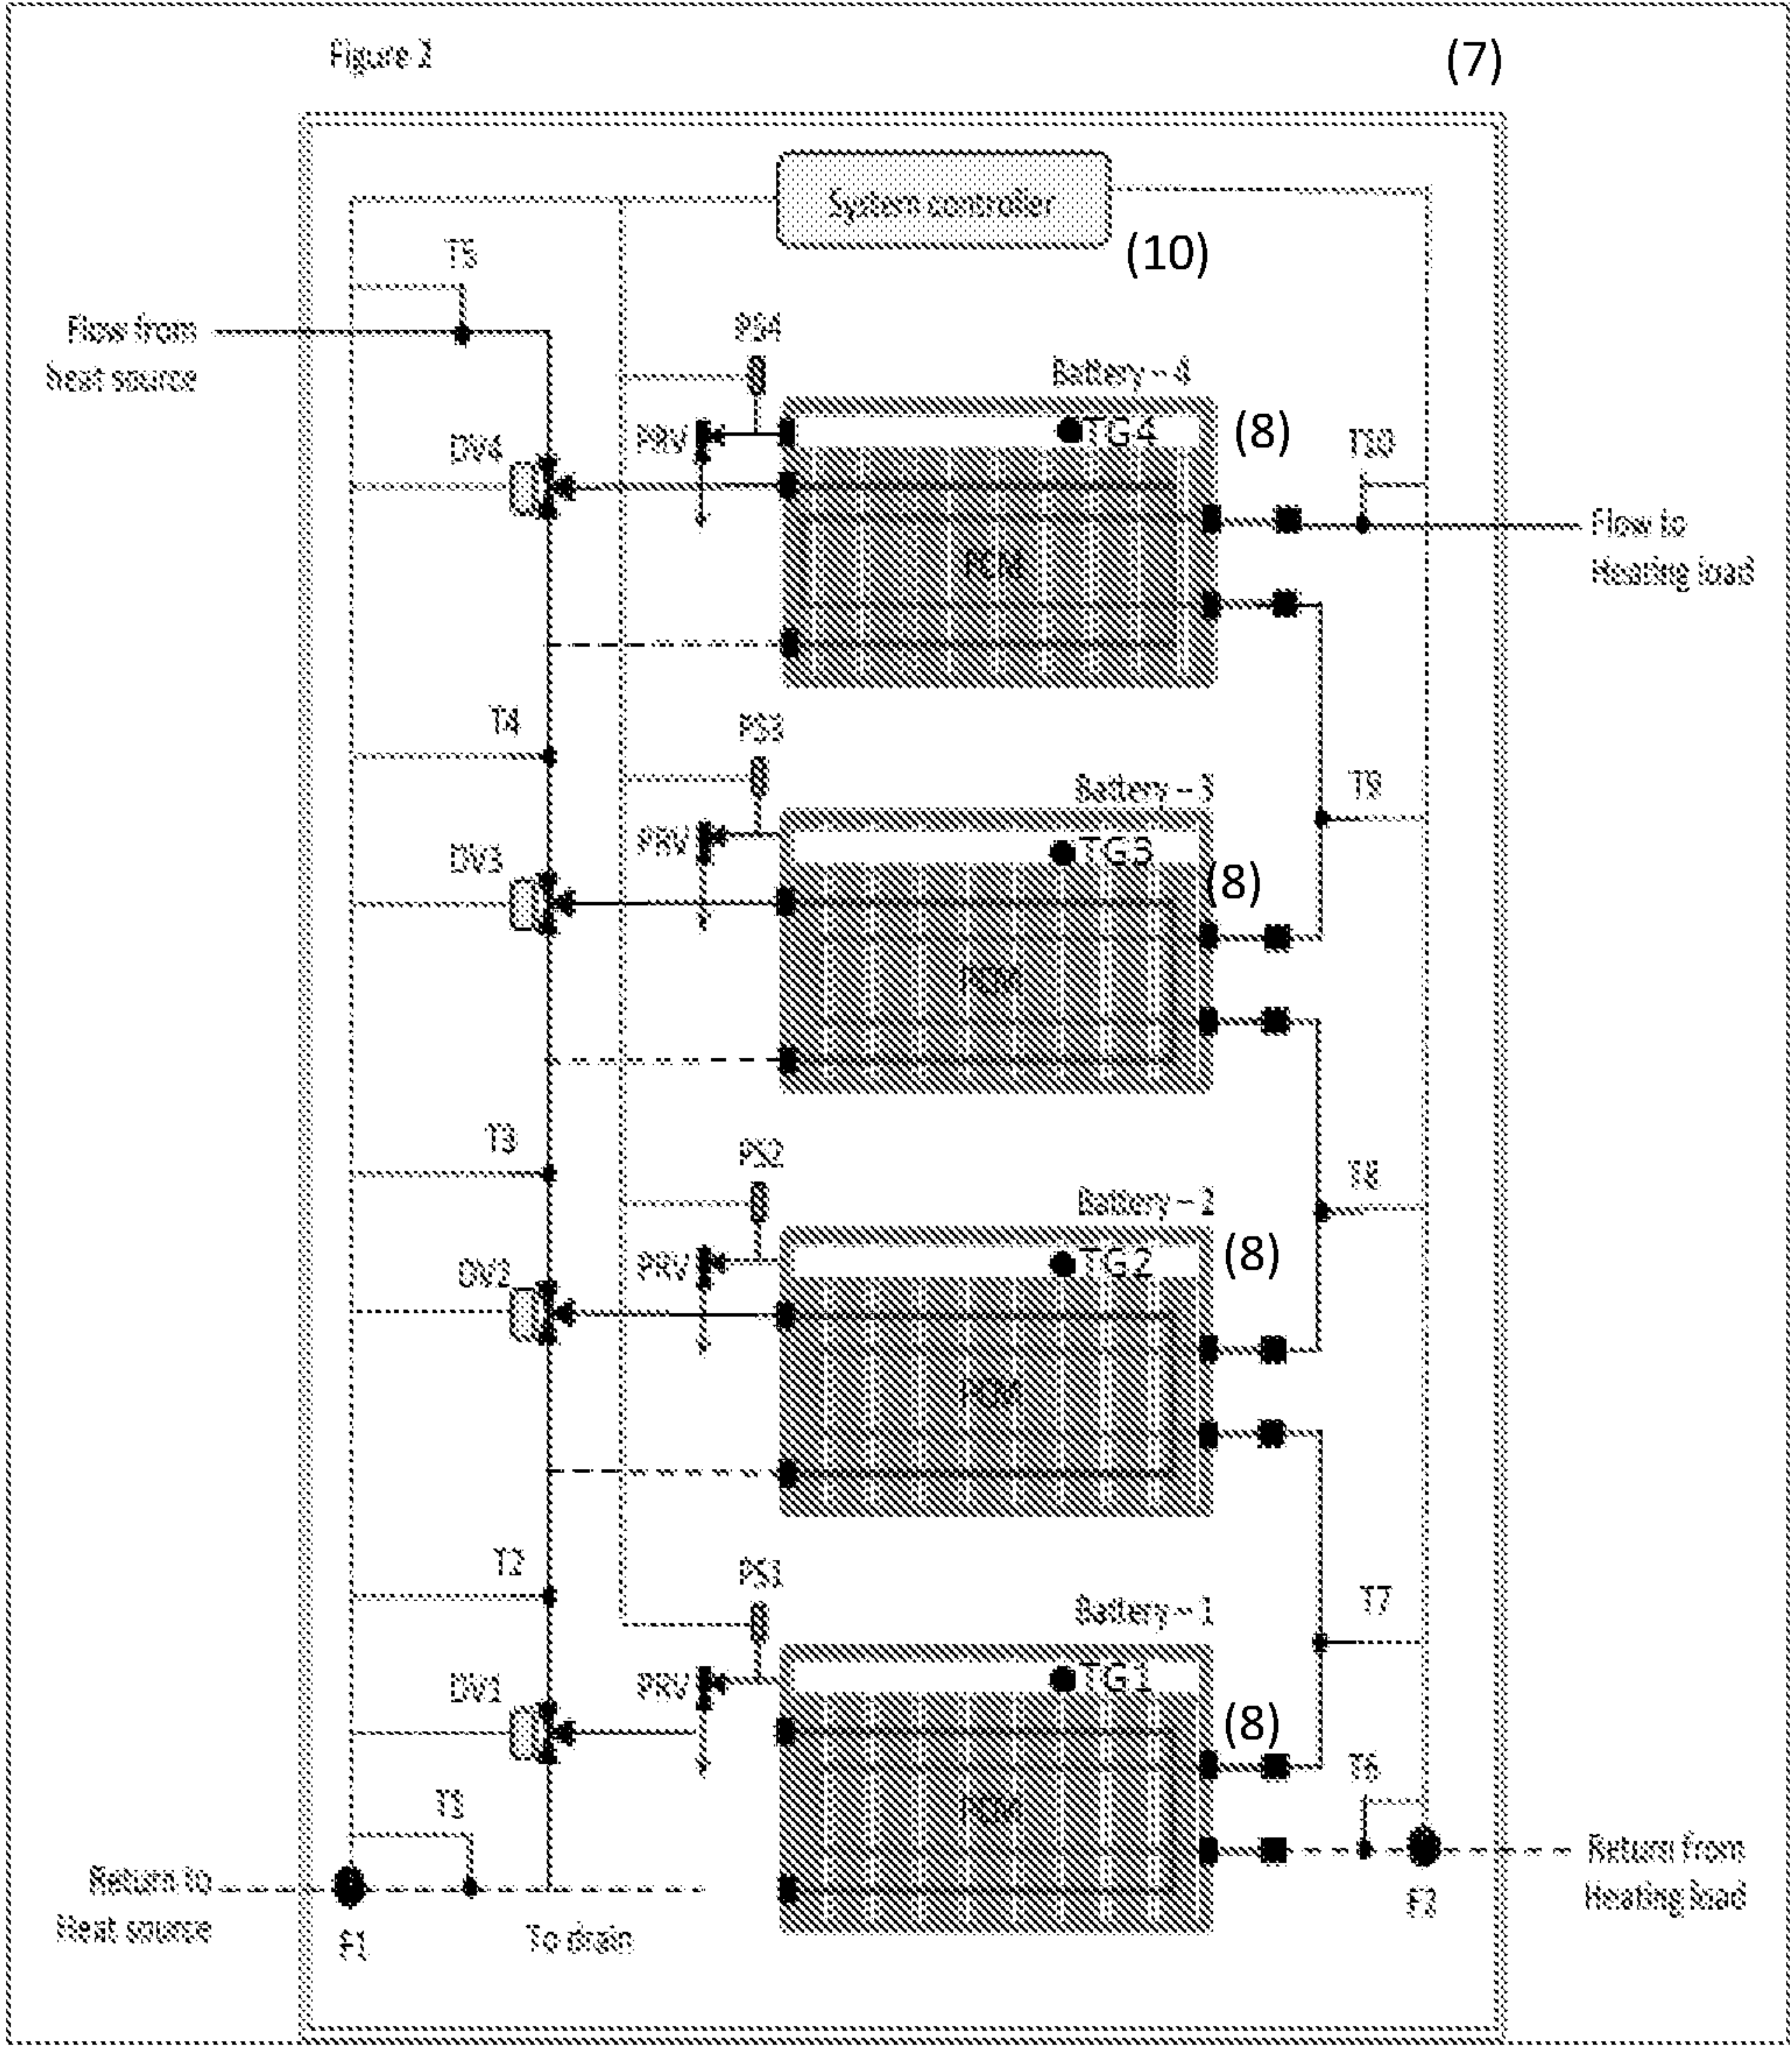 Figure 2
(7)
System controller
(10)
T5
Flow from
heat source
PS4
Battery - 4
PRV
TG4
(8)
DV4
T10
Flow to
Heating load
PCM
T4
PS3
Battery - 3
T9
PRV
TG3
DV3
(8)
PCM
T3
PS2
Battery - 2
T8
PRV
TG2
(8)
DV2
PCM
T2
PS1
Battery - 1
T7
PRV
TG1
DV1
(8)
T6
T1
PCM
Return to
Heat source
Return from
Heating load
F1
To drain
F2